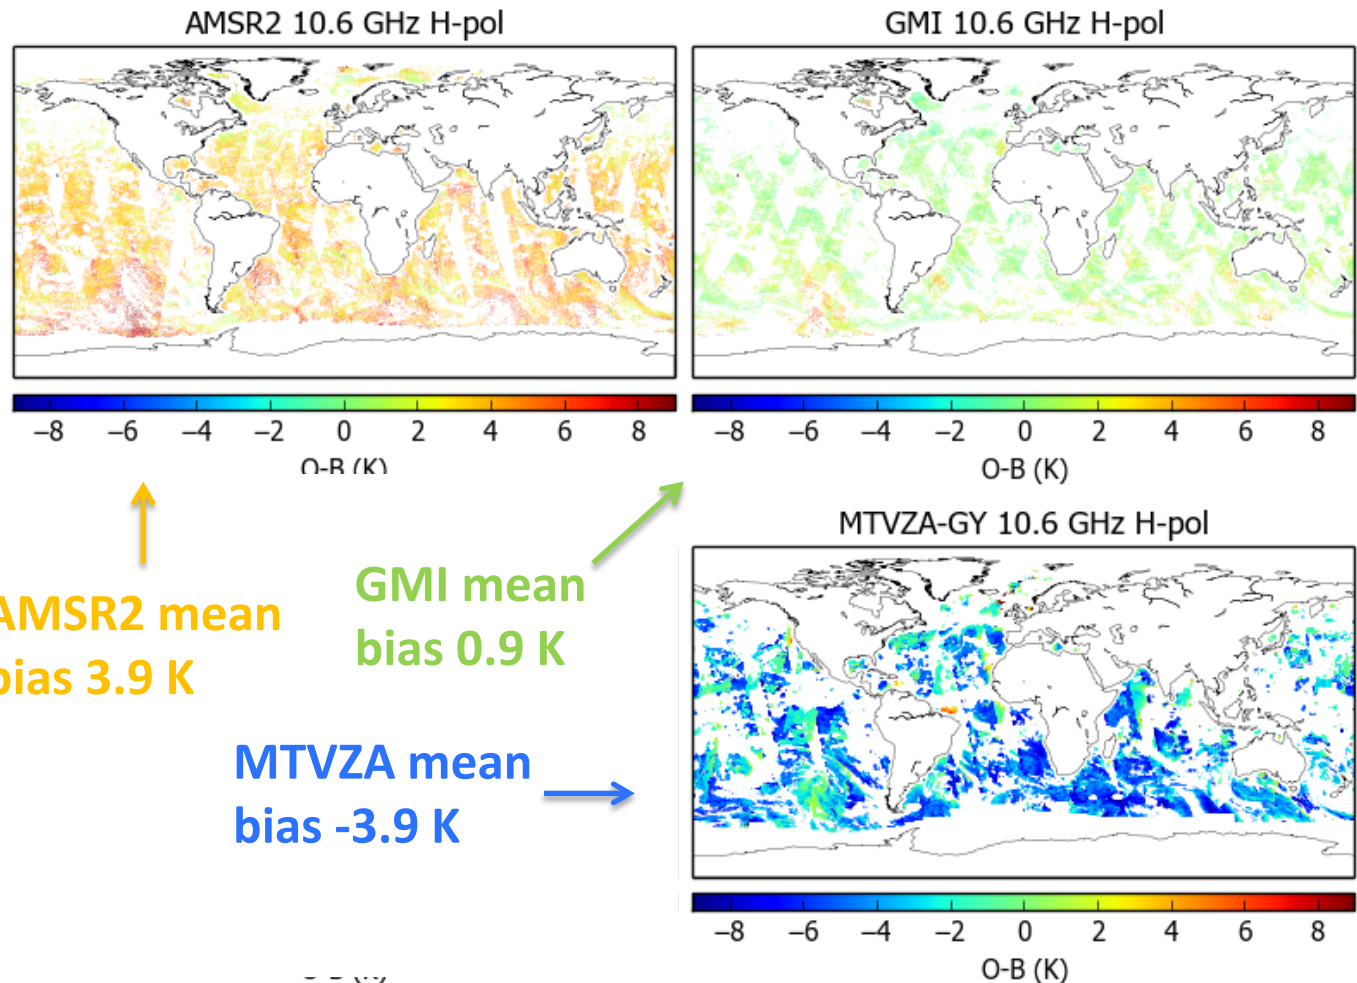 AMSR2 10.6 GHz H-pol
GMI 10.6 GHz H-pol
−8 −6 −4 −2 0 2 4 6 8
−8 −6 −4 −2 0 2 4 6 8
O-B (K)
O-B (K)
MTVZA-GY 10.6 GHz H-pol
GMI mean
bias 0.9 K
AMSR2 mean
bias 3.9 K
MTVZA mean
bias -3.9 K
−8 −6 −4 −2 0 2 4 6 8
O-B (K)